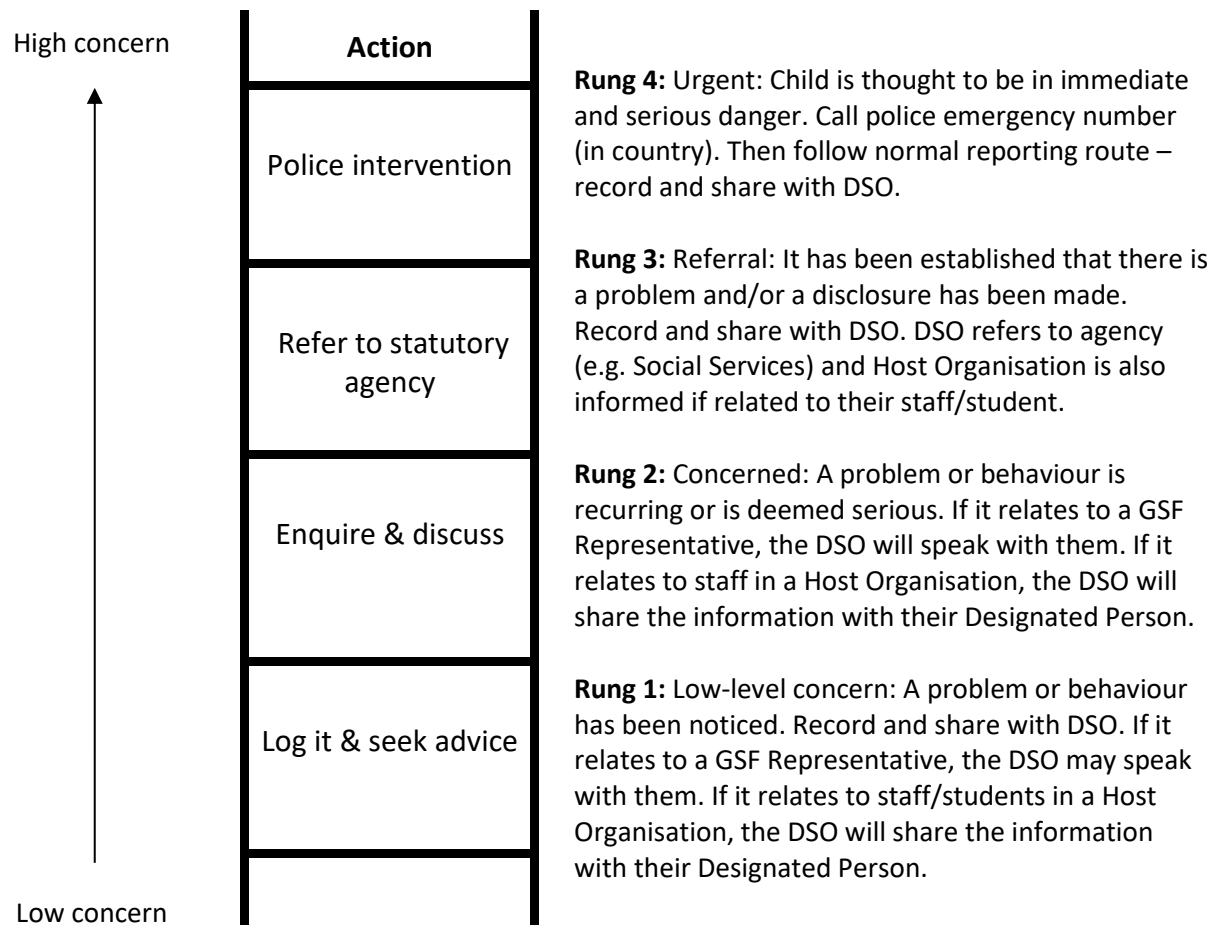 High concern
Action
Police intervention
Refer to statutory
agency
Enquire & discuss
Log it & seek advice
Low concern
Rung 4: Urgent: Child is thought to be in immediate
and serious danger. Call police emergency number
(in country). Then follow normal reporting route –
record and share with DSO.
Rung 3: Referral: It has been established that there is
a problem and/or a disclosure has been made.
Record and share with DSO. DSO refers to agency
(e.g. Social Services) and Host Organisation is also
informed if related to their staff/student.
Rung 2: Concerned: A problem or behaviour is
recurring or is deemed serious. If it relates to a GSF
Representative, the DSO will speak with them. If it
relates to staff in a Host Organisation, the DSO will
share the information with their Designated Person.
Rung 1: Low-level concern: A problem or behaviour
has been noticed. Record and share with DSO. If it
relates to a GSF Representative, the DSO may speak
with them. If it relates to staff/students in a Host
Organisation, the DSO will share the information
with their Designated Person.